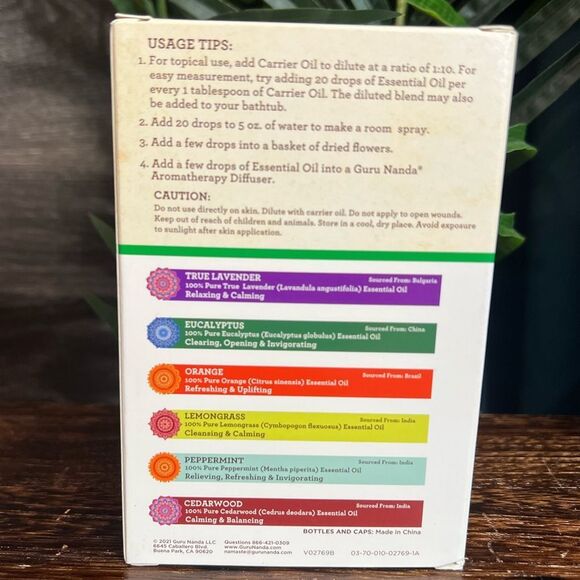 USAGE TIPS:
1. For topical use, add Carrier Oil to dilute at a ratio of 1:10. For
easy measurement, try adding 20 drops of Essential Oil per
every 1 tablespoon of Carrier Oil. The diluted blend may also
be added to your bathtub.
2. Add 20 drops to 5 oz. of water to make a room spray.
3. Add a few drops into a basket of dried flowers.
4. Add a few drops of Essential Oil into a Guru Nanda®
Aromatherapy Diffuser.
CAUTION:
Do not use directly on skin. Dilute with carrier oil. Do not apply to open wounds.
Keep out of reach of children and animals. Store in a cool, dry place. Avoid exposure
to sunlight after skin application.
TRUE LAVENDER Sourced From: Bulgaria
100% Pure True Lavender (Lavandula angustifolia) Essential Oil
Relaxing & Calming
EUCALYPTUS Sourced From: China
100% Pure Eucalyptus (Eucalyptus globulus) Essential Oil
Clearing, Opening & Invigorating
ORANGE Sourced From: Brazil
100% Pure Orange (Citrus sinensis) Essential Oil
Refreshing & Uplifting
LEMONGRASS Sourced From: India
100% Pure Lemongrass (Cymbopogon flexuosus) Essential Oil
Cleansing & Calming
PEPPERMINT Sourced From: India
100% Pure Peppermint (Mentha piperita) Essential Oil
Relieving, Refreshing & Invigorating
CEDARWOOD Sourced From: India
100% Pure Cedarwood (Cedrus deodara) Essential Oil
Calming & Balancing
BOTTLES AND CAPS: Made in China
© 2021 Guru Nanda LLC Questions 866-421-0309
6645 Caballero Blvd. www.GuruNanda.com
Buena Park, CA 90620 namaste@gurunanda.com V02769B 03-70-010-02769-1A